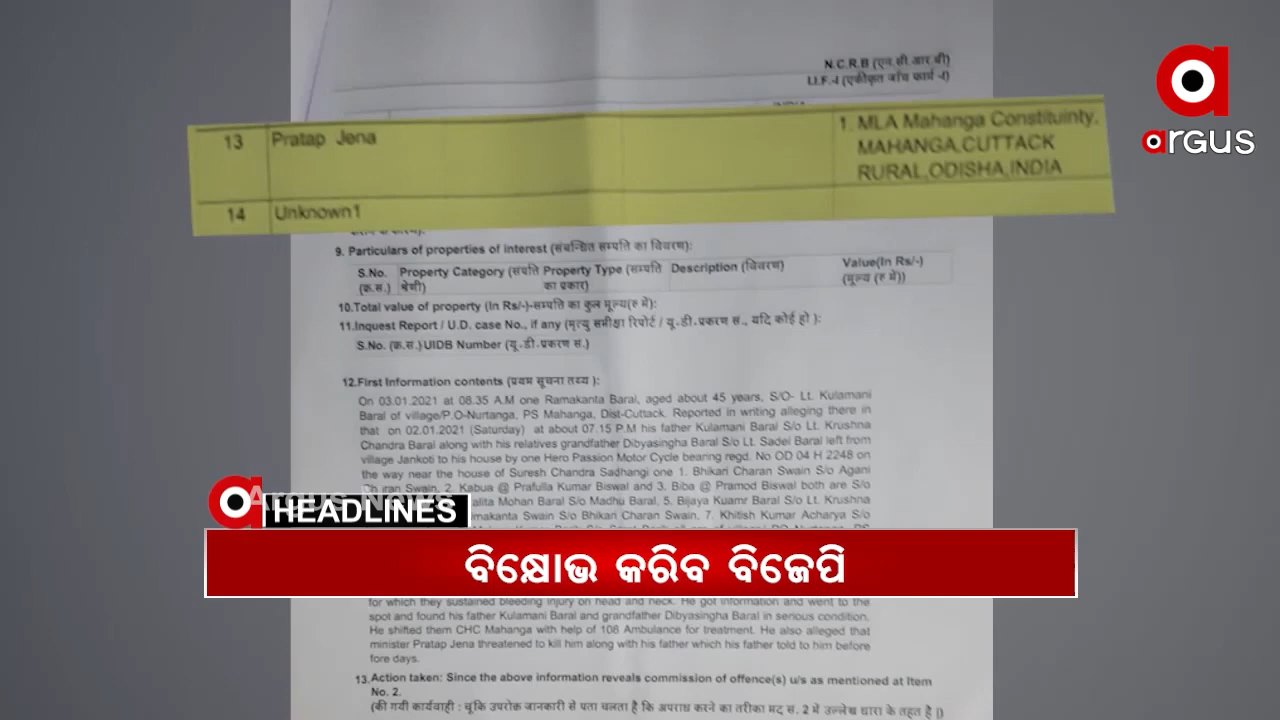 N.C.R.B (एन.सी.आर.बी)
I.I.F.-I (एकीकृत जाँच फार्म -I)
argus
13 Pratap Jena 1. MLA Mahanga Constituinty,
MAHANGA,CUTTACK
RURAL,ODISHA,INDIA
14 Unknown1
9. Particulars of properties of interest (संबन्धित सम्पति का विवरण):
S.No. (क्र.स.) Property Category (संपति श्रेणी) Property Type (सम्पति का प्रकार) Description (विवरण) Value(In Rs/-) (मूल्य (रु में))
10.Total value of property (In Rs/-)-सम्पति का कुल मूल्य(रु में):
11.Inquest Report / U.D. case No., if any (मृत्यु समीक्षा रिपोर्ट / यू.डी.प्रकरण स., यदि कोई हो ):
S.No. (क्र.स.) UIDB Number (यू.डी.प्रकरण स.)
12.First Information contents (प्रथम सूचना तथ्य ):
On 03.01.2021 at 08.35 A.M one Ramakanta Baral, aged about 45 years, S/O- Lt. Kulamani
Baral of village/P.O-Nurtanga, PS Mahanga, Dist-Cuttack. Reported in writing alleging there in
that on 02.01.2021 (Saturday) at about 07.15 P.M his father Kulamani Baral S/o Lt. Krushna
Chandra Baral along with his relatives grandfather Dibyasingha Baral S/o Lt. Sadei Baral left from
village Jankoti to his house by one Hero Passion Motor Cycle bearing regd. No OD 04 H 2248 on
the way near the house of Suresh Chandra Sadhangi one 1. Bhikari Charan Swain S/o Agani
Swain, 2. Kabua @ Prafulla Kumar Biswal and 3. Biba @ Pramod Biswal both are S/o
Mohan Baral S/o Madhu Baral, 5. Bijaya Kuamr Baral S/o Lt. Krushna
Swain S/o Bhikari Charan Swain, 7. Khitish Kumar Acharya S/o
Argus News
HEADLINES
ବିକ୍ଷୋଭ କରିବ ବିଜେପି
for which they sustained bleeding injury on head and neck. He got information and went to the
spot and found his father Kulamani Baral and grandfather Dibyasingha Baral in serious condition.
He shifted them CHC Mahanga with help of 108 Ambulance for treatment. He also alleged that
minister Pratap Jena threatened to kill him along with his father which his father told to him before
fore days.
13.Action taken: Since the above information reveals commission of offence(s) u/s as mentioned at Item
No. 2.
(की गयी कार्यवाही : चूंकि उपरोक्त जानकारी से पता चलता है कि अपराध करने का तरीका मद् सं. 2 में उल्लेख धारा के तहत है |)